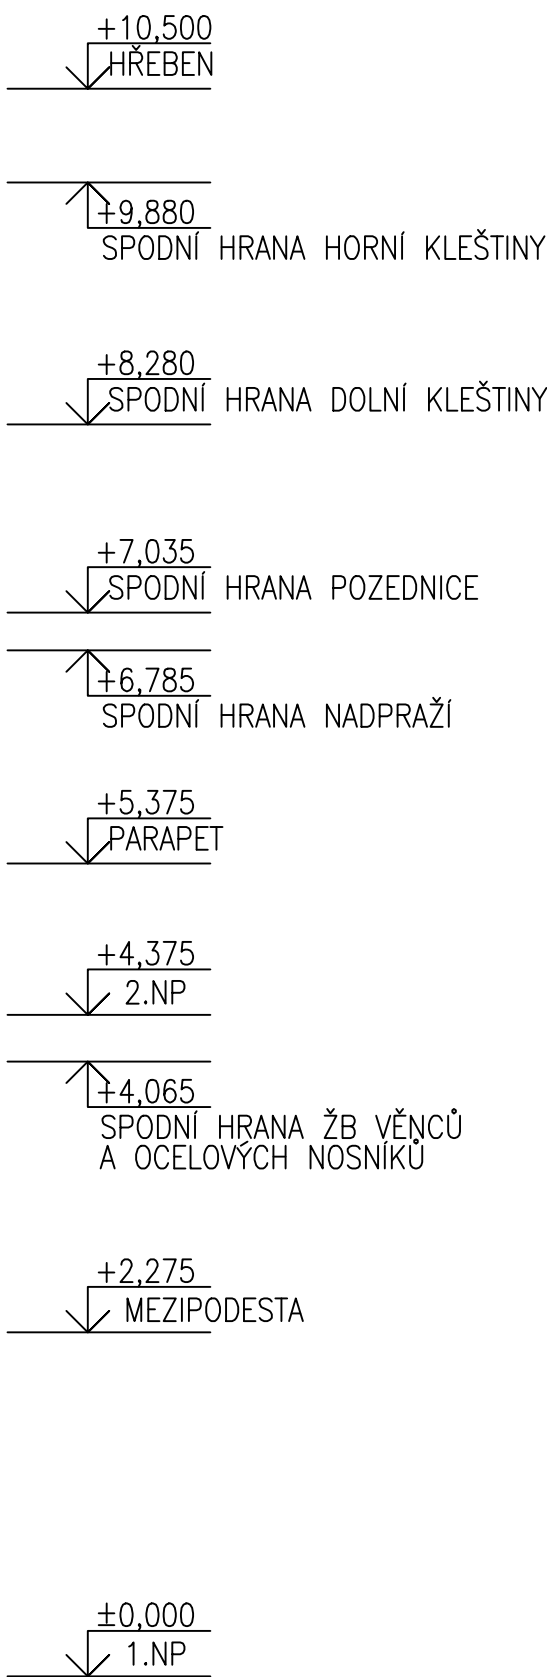 +10,500
HŘEBEN
+9,880
SPODNÍ HRANA HORNÍ KLEŠTINY
+8,280
SPODNÍ HRANA DOLNÍ KLEŠTINY
+7,035
SPODNÍ HRANA POZEDNICE
+6,785
SPODNÍ HRANA NADPRAŽÍ
+5,375
PARAPET
+4,375
2.NP
+4,065
SPODNÍ HRANA ŽB VĚNCŮ
A OCELOVÝCH NOSNÍKŮ
+2,275
MEZIPODESTA
±0,000
1.NP